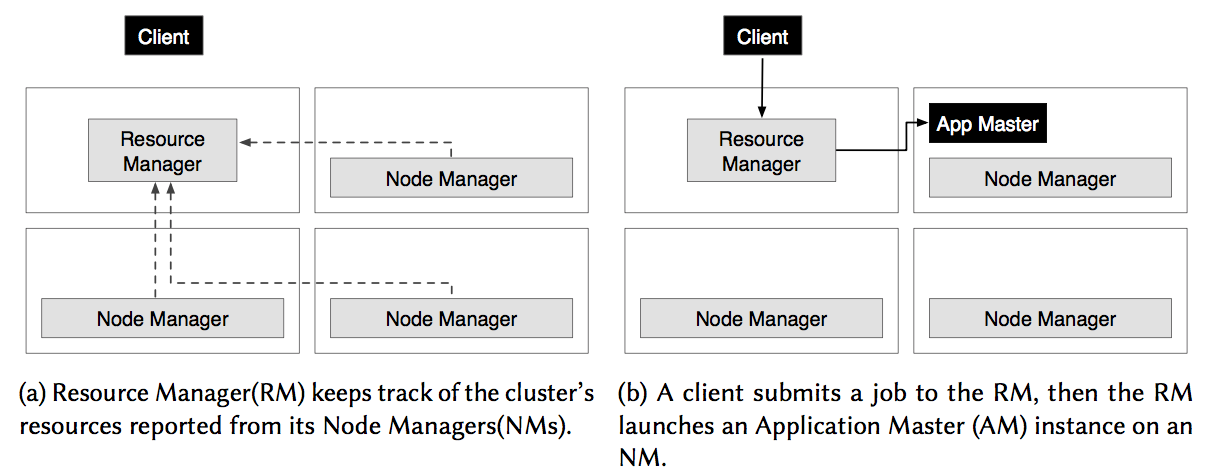 Client
Resource
Manager
Node Manager
Node Manager
Node Manager
(a) Resource Manager(RM) keeps track of the cluster's
resources reported from its Node Managers(NMs).
Client
Resource
Manager
App Master
Node Manager
Node Manager
Node Manager
(b) A client submits a job to the RM, then the RM
launches an Application Master (AM) instance on an
NM.